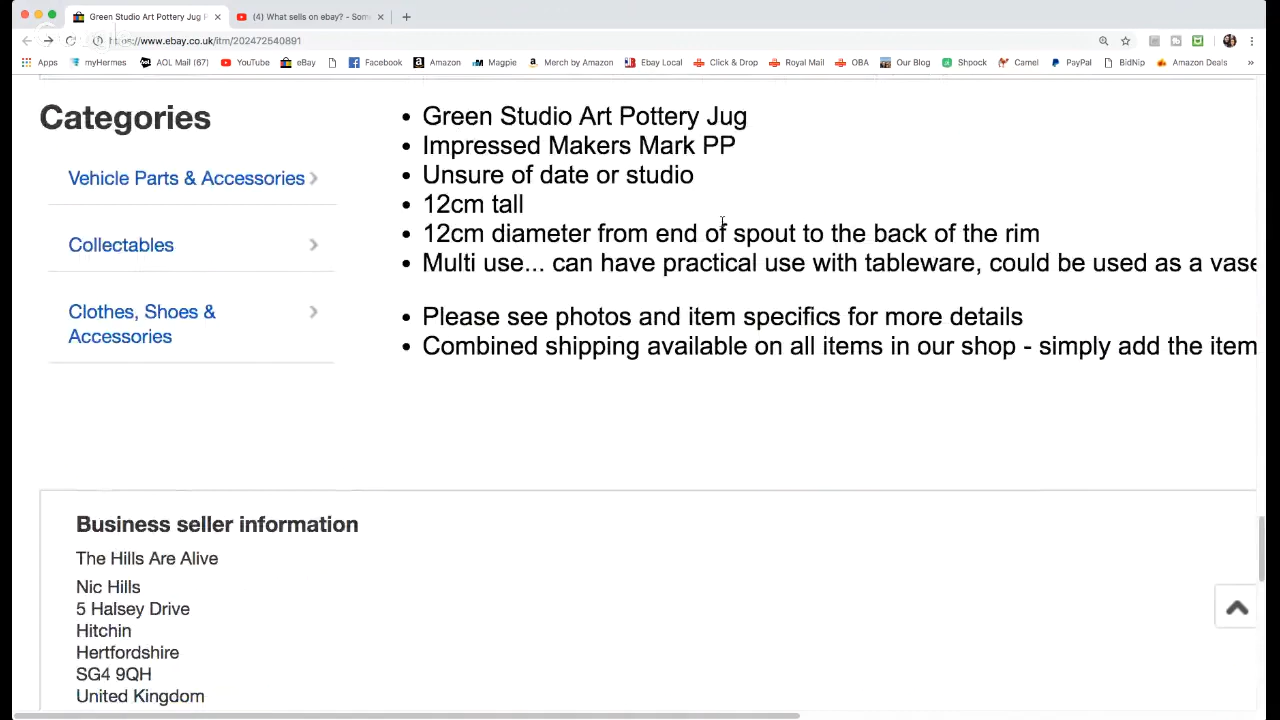 Green Studio Art Pottery Jug F
(4) What sells on ebay? - Som
https://www.ebay.co.uk/itm/202472540891
Apps
myHermes
AOL Mail (67)
YouTube
eBay
Facebook
Amazon
Magpie
Merch by Amazon
Ebay Local
Click & Drop
Royal Mail
OBA
Our Blog
Shpock
Camel
PayPal
BidNip
Amazon Deals
»
Categories
Vehicle Parts & Accessories
Collectables
Clothes, Shoes &
Accessories
• Green Studio Art Pottery Jug
• Impressed Makers Mark PP
• Unsure of date or studio
• 12cm tall
• 12cm diameter from end of spout to the back of the rim
• Multi use... can have practical use with tableware, could be used as a vase
• Please see photos and item specifics for more details
• Combined shipping available on all items in our shop - simply add the item
Business seller information
The Hills Are Alive
Nic Hills
5 Halsey Drive
Hitchin
Hertfordshire
SG4 9QH
United Kingdom